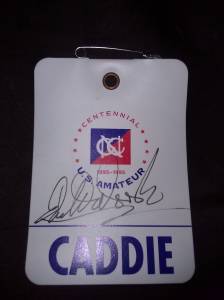 CENTENNIAL
1895-1995
U.S. AMATEUR
CADDIE